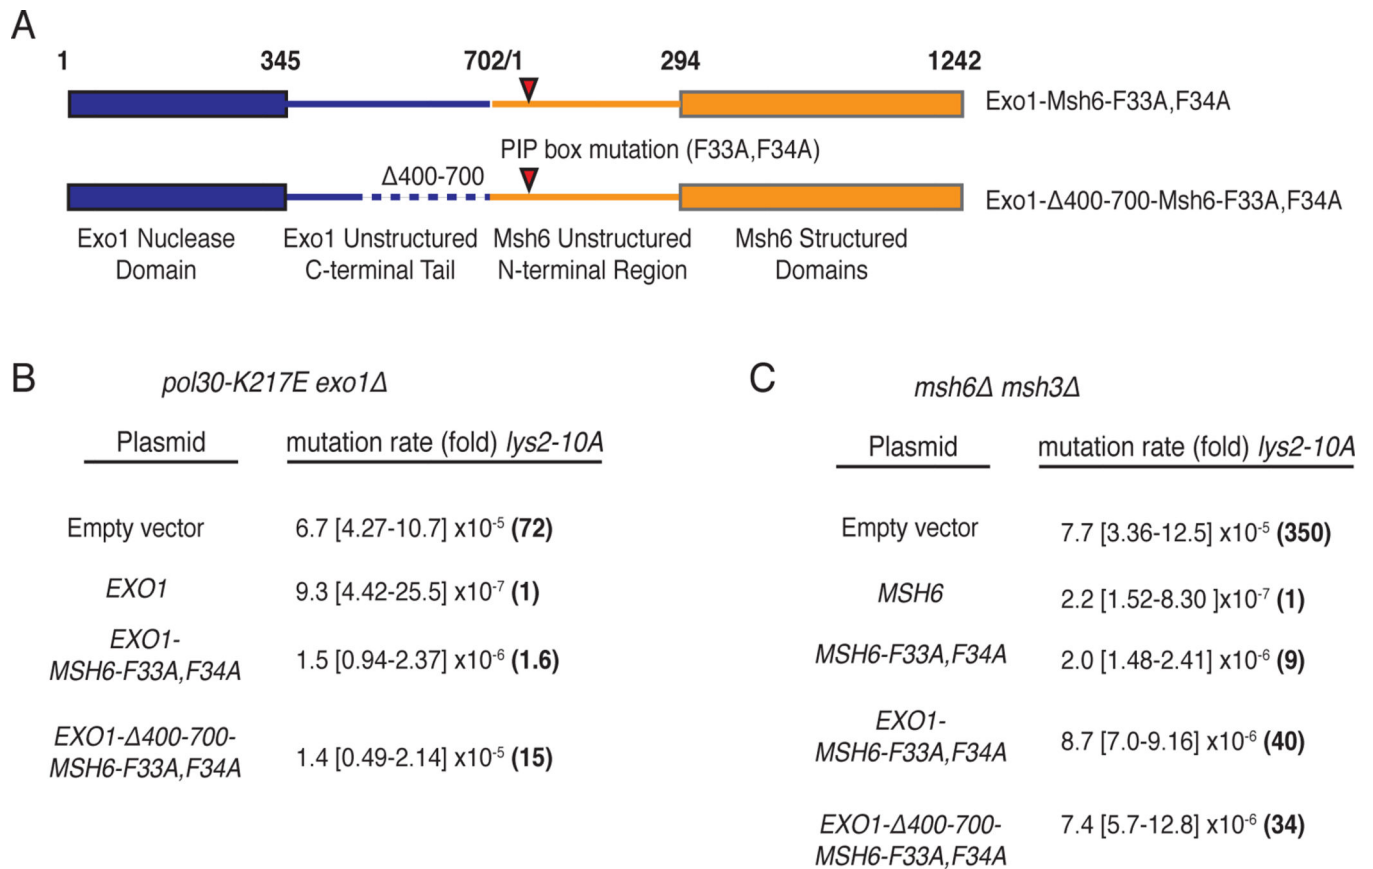 A
1 345 702/1 294 1242
Exo1-Msh6-F33A,F34A
PIP box mutation (F33A,F34A)
Δ400-700
Exo1-Δ400-700-Msh6-F33A,F34A
Exo1 Nuclease Domain
Exo1 Unstructured C-terminal Tail
Msh6 Unstructured N-terminal Region
Msh6 Structured Domains
B
pol30-K217E exo1Δ
Plasmid mutation rate (fold) lys2-10A
Empty vector 6.7 [4.27-10.7] x10-5 (72)
EXO1 9.3 [4.42-25.5] x10-7 (1)
EXO1-
MSH6-F33A,F34A 1.5 [0.94-2.37] x10-6 (1.6)
EXO1-Δ400-700-
MSH6-F33A,F34A 1.4 [0.49-2.14] x10-5 (15)
C
msh6Δ msh3Δ
Plasmid mutation rate (fold) lys2-10A
Empty vector 7.7 [3.36-12.5] x10-5 (350)
MSH6 2.2 [1.52-8.30 ]x10-7 (1)
MSH6-F33A,F34A 2.0 [1.48-2.41] x10-6 (9)
EXO1-
MSH6-F33A,F34A 8.7 [7.0-9.16] x10-6 (40)
EXO1-Δ400-700-
MSH6-F33A,F34A 7.4 [5.7-12.8] x10-6 (34)